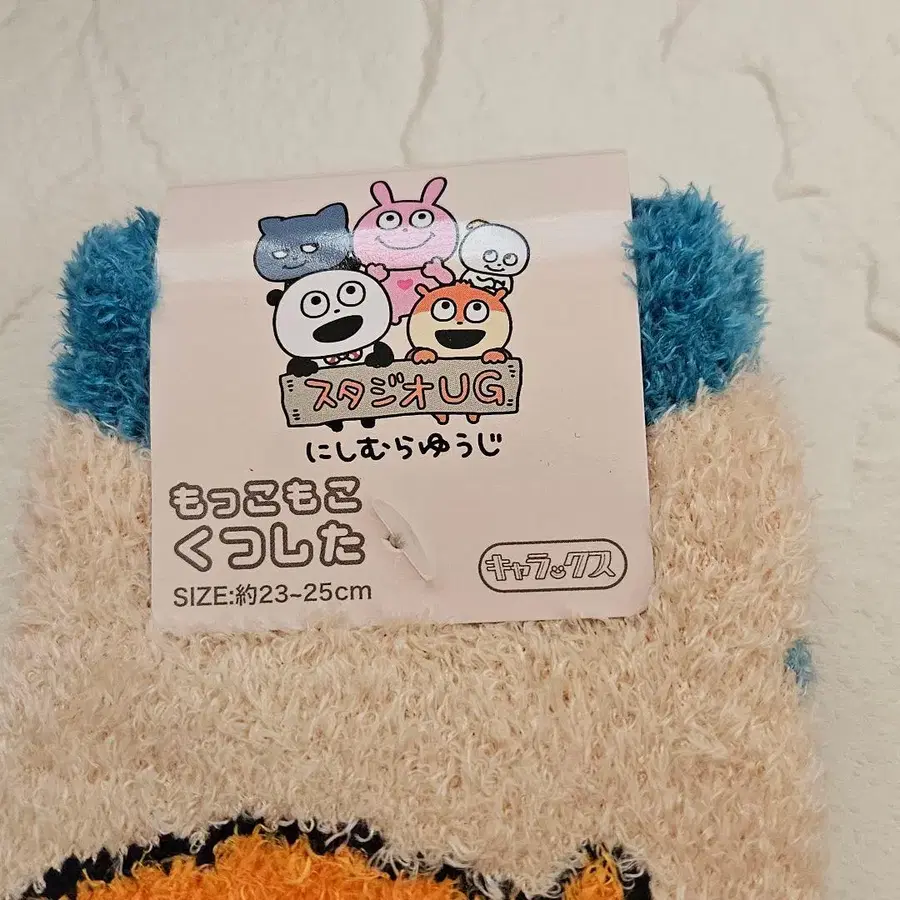 スタジオUG
にしむらゆうじ
もっこもこ
くつした
SIZE:約23~25cm
キャラックス